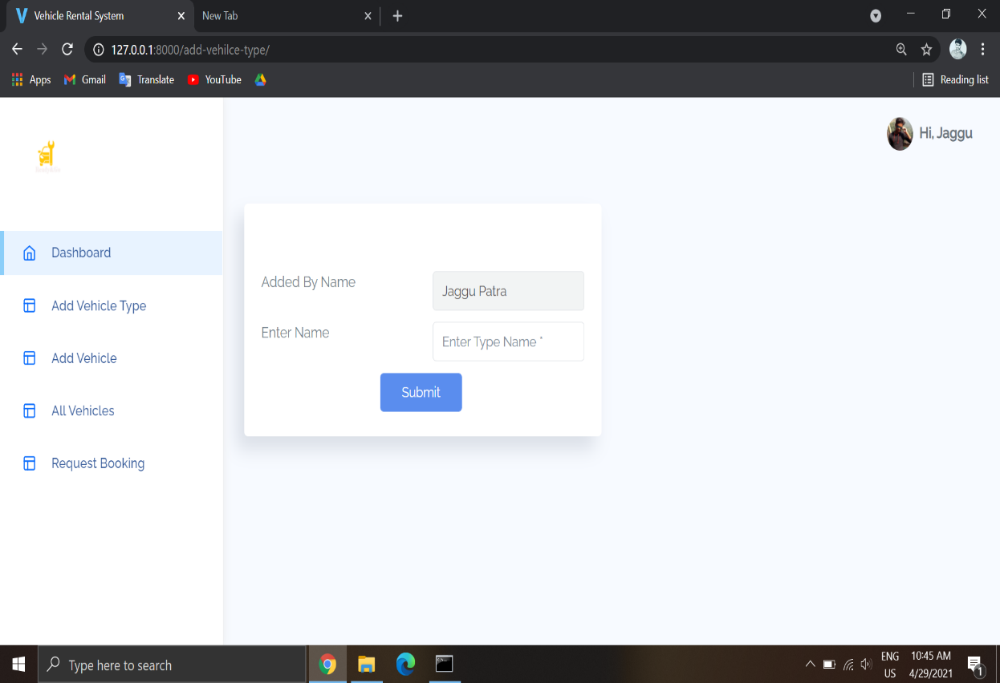 Vehicle Rental System
New Tab
127.0.0.1:8000/add-vehilce-type/
Apps Gmail Translate YouTube Reading list
Hi, Jaggu
Dashboard
Add Vehicle Type
Add Vehicle
All Vehicles
Request Booking
Added By Name
Jaggu Patra
Enter Name
Enter Type Name *
Submit
Type here to search
ENG
US
10:45 AM
4/29/2021
1